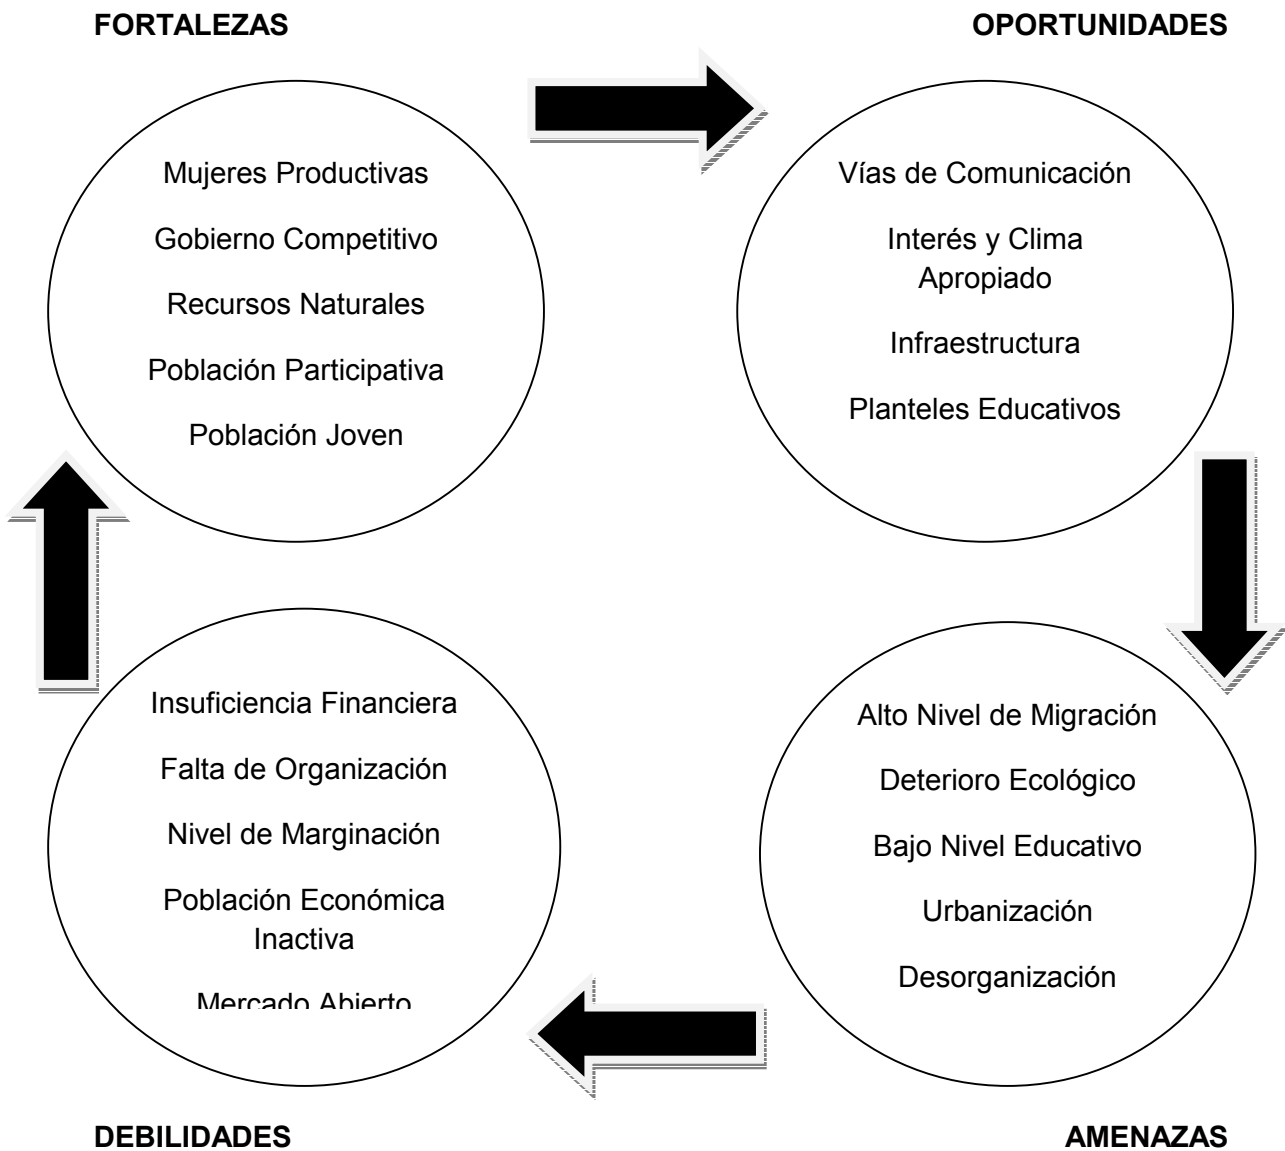 FORTALEZAS
OPORTUNIDADES
Mujeres Productivas
Gobierno Competitivo
Recursos Naturales
Población Participativa
Población Joven
Vías de Comunicación
Interés y Clima
Apropiado
Infraestructura
Planteles Educativos
Insuficiencia Financiera
Falta de Organización
Nivel de Marginación
Población Económica
Inactiva
Mercado Abierto
Alto Nivel de Migración
Deterioro Ecológico
Bajo Nivel Educativo
Urbanización
Desorganización
DEBILIDADES
AMENAZAS